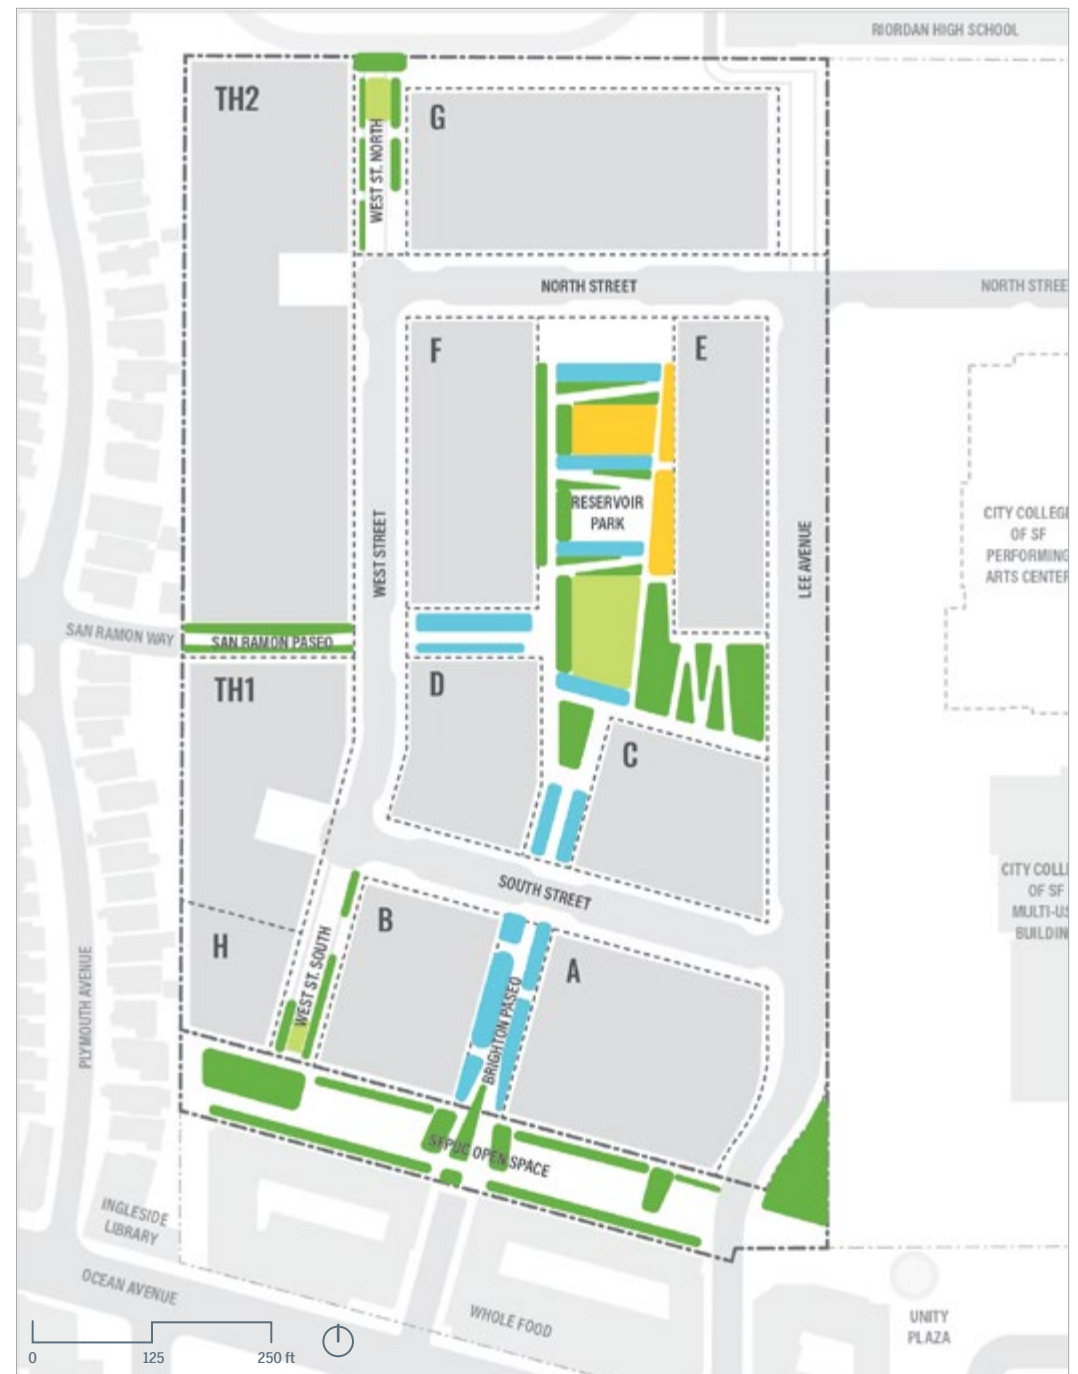 RIORDAN HIGH SCHOOL
TH2
G
WEST ST. NORTH
NORTH STREET
NORTH STREE
F
E
RESERVOIR
PARK
WEST STREET
LEE AVENUE
CITY COLLEGE
OF SF
PERFORMING
ARTS CENTER
SAN RAMON WAY
SAN RAMON PASEO
TH1
D
C
CITY COLL
OF SF
MULTI-US
BUILDIN
SOUTH STREET
B
A
H
WEST ST. SOUTH
BRIGHTON PASEO
PLYMOUTH AVENUE
SFPUC OPEN SPACE
INGLESIDE
LIBRARY
OCEAN AVENUE
WHOLE FOOD
UNITY
PLAZA
0 125 250 ft